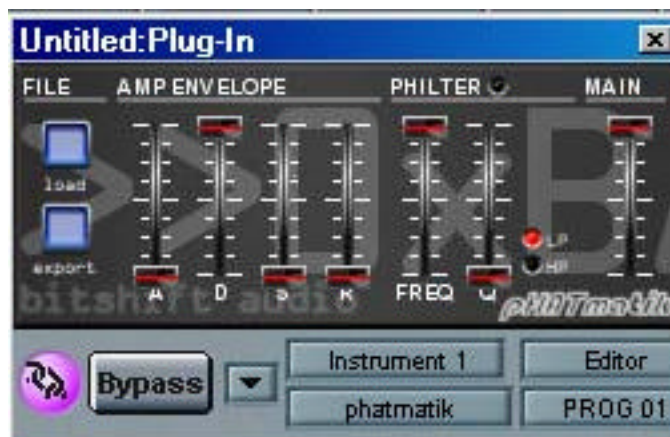 Untitled:Plug-In
FILE AMP ENVELOPE PHILTER MAIN
load
LP
export HP
A D S R FREQ Q
bitshift audio
Bypass Instrument 1 Editor
phatmatik PROG 01